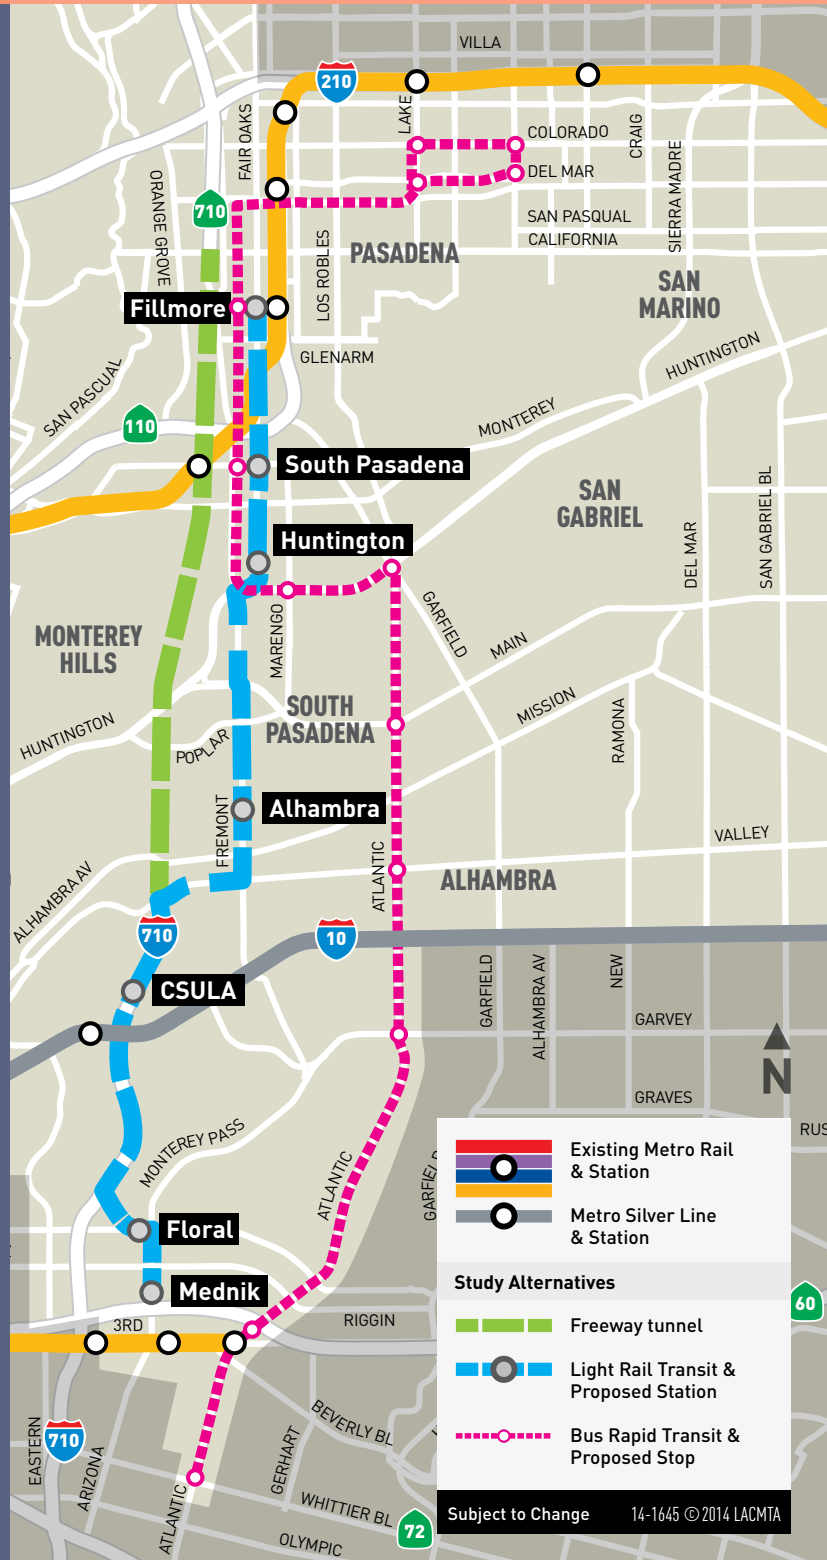 VILLA
210
LAKE
COLORADO
CRAIG
FAIR OAKS
SIERRA MADRE
DEL MAR
ORANGE GROVE
710
SAN PASQUAL
CALIFORNIA
LOS ROBLES
PASADENA
SAN
MARINO
Fillmore
HUNTINGTON
GLENARM
SAN PASCUAL
MONTEREY
110
South Pasadena
SAN
GABRIEL
SAN GABRIEL BL
DEL MAR
Huntington
GARFIELD
MARENGO
MONTEREY
HILLS
MAIN
SOUTH
PASADENA
MISSION
RAMONA
HUNTINGTON
POPLAR
Alhambra
FREMONT
VALLEY
ATLANTIC
ALHAMBRA AV
ALHAMBRA
710
10
CSULA
GARFIELD
ALHAMBRA AV
NEW
GARVEY
N
GRAVES
RUS
MONTEREY PASS
ATLANTIC
GARFIEL
Floral
Mednik
3RD
RIGGIN
60
EASTERN
710
ARIZONA
ATLANTIC
GERHART
BEVERLY BL
WHITTIER BL
72
OLYMPIC
Existing Metro Rail
& Station
Metro Silver Line
& Station
Study Alternatives
Freeway tunnel
Light Rail Transit &
Proposed Station
Bus Rapid Transit &
Proposed Stop
Subject to Change 14-1645 ©2014 LACMTA